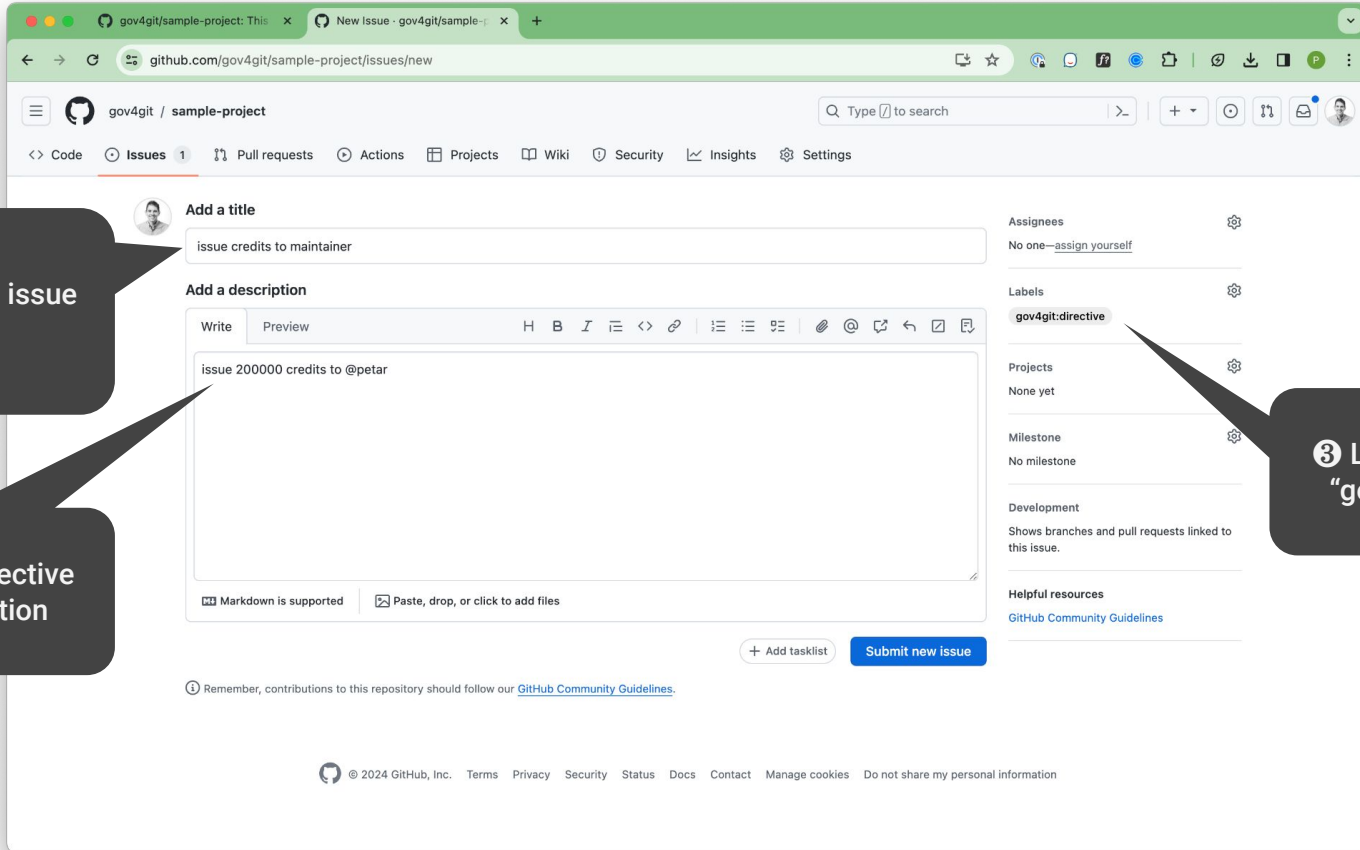 gov4git/sample-project: This
New Issue · gov4git/sample-p
github.com/gov4git/sample-project/issues/new
gov4git / sample-project
Type / to search
Code
Issues 1
Pull requests
Actions
Projects
Wiki
Security
Insights
Settings
Add a title
issue credits to maintainer
Add a description
Write Preview
issue 200000 credits to @petar
Markdown is supported
Paste, drop, or click to add files
+ Add tasklist
Submit new issue
Remember, contributions to this repository should follow our GitHub Community Guidelines.
Assignees
No one—assign yourself
Labels
gov4git:directive
Projects
None yet
Milestone
No milestone
Development
Shows branches and pull requests linked to
this issue.
Helpful resources
GitHub Community Guidelines
issue
ective
tion
❸ L
“go
© 2024 GitHub, Inc. Terms Privacy Security Status Docs Contact Manage cookies Do not share my personal information